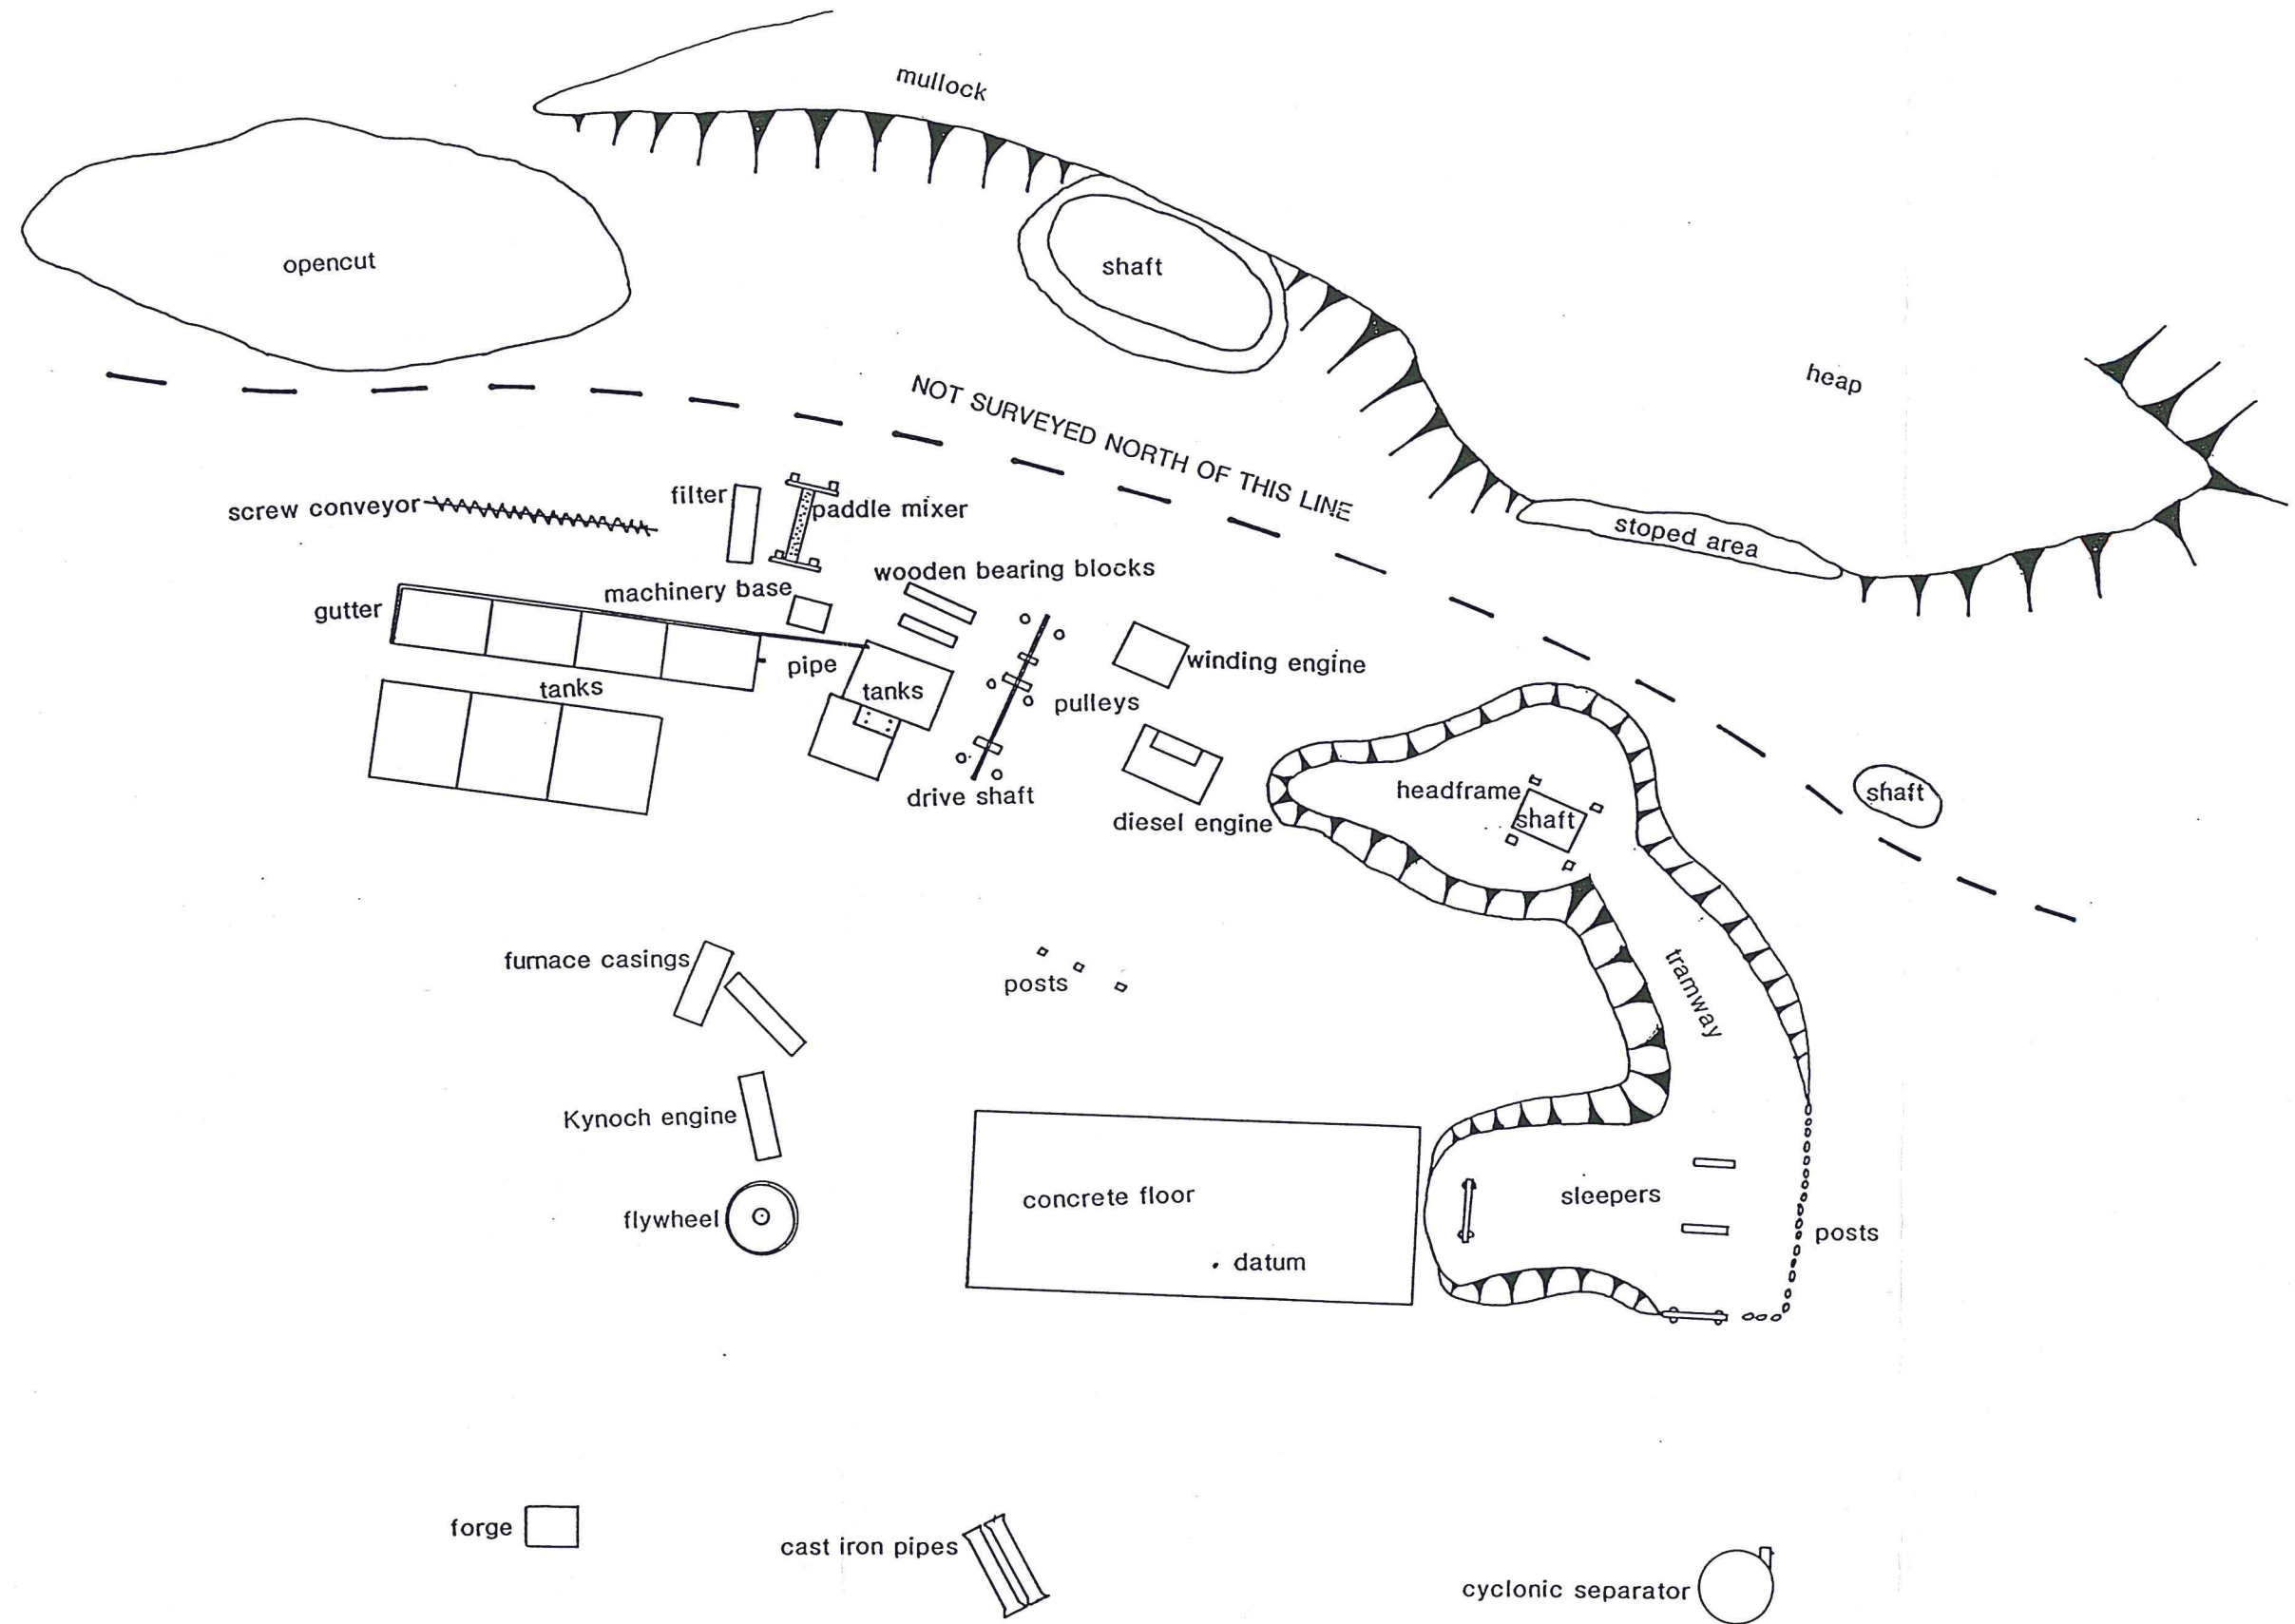 mullock
opencut
shaft
heap
NOT SURVEYED NORTH OF THIS LINE
screw conveyor
filter
paddle mixer
stoped area
wooden bearing blocks
machinery base
gutter
pipe
winding engine
tanks
tanks
pulleys
headframe
shaft
shaft
drive shaft
diesel engine
furnace casings
posts
tramway
Kynoch engine
concrete floor
sleepers
flywheel
posts
datum
forge
cast iron pipes
cyclonic separator